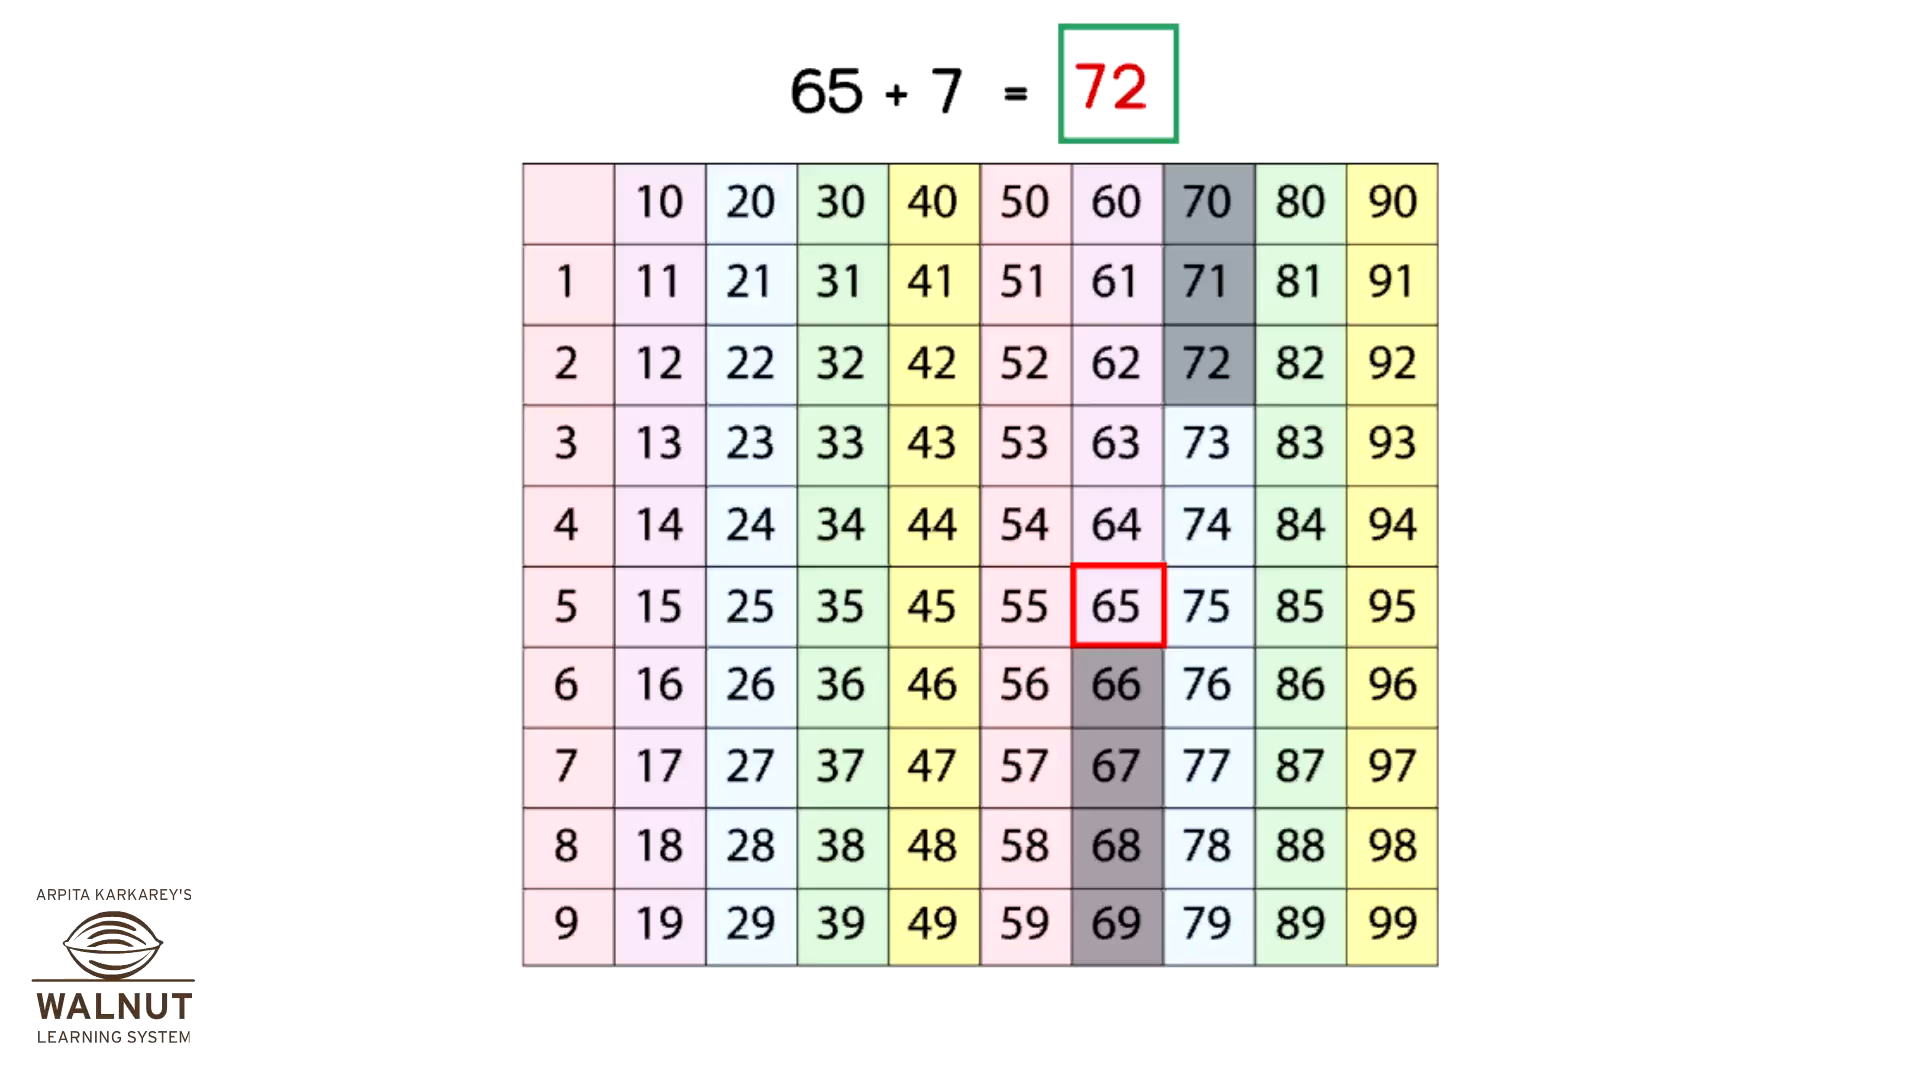 65 + 7 = 72
10 20 30 40 50 60 70 80 90
1 11 21 31 41 51 61 71 81 91
2 12 22 32 42 52 62 72 82 92
3 13 23 33 43 53 63 73 83 93
4 14 24 34 44 54 64 74 84 94
5 15 25 35 45 55 65 75 85 95
6 16 26 36 46 56 66 76 86 96
7 17 27 37 47 57 67 77 87 97
8 18 28 38 48 58 68 78 88 98
9 19 29 39 49 59 69 79 89 99
ARPITA KARKAREY'S
WALNUT
LEARNING SYSTEM